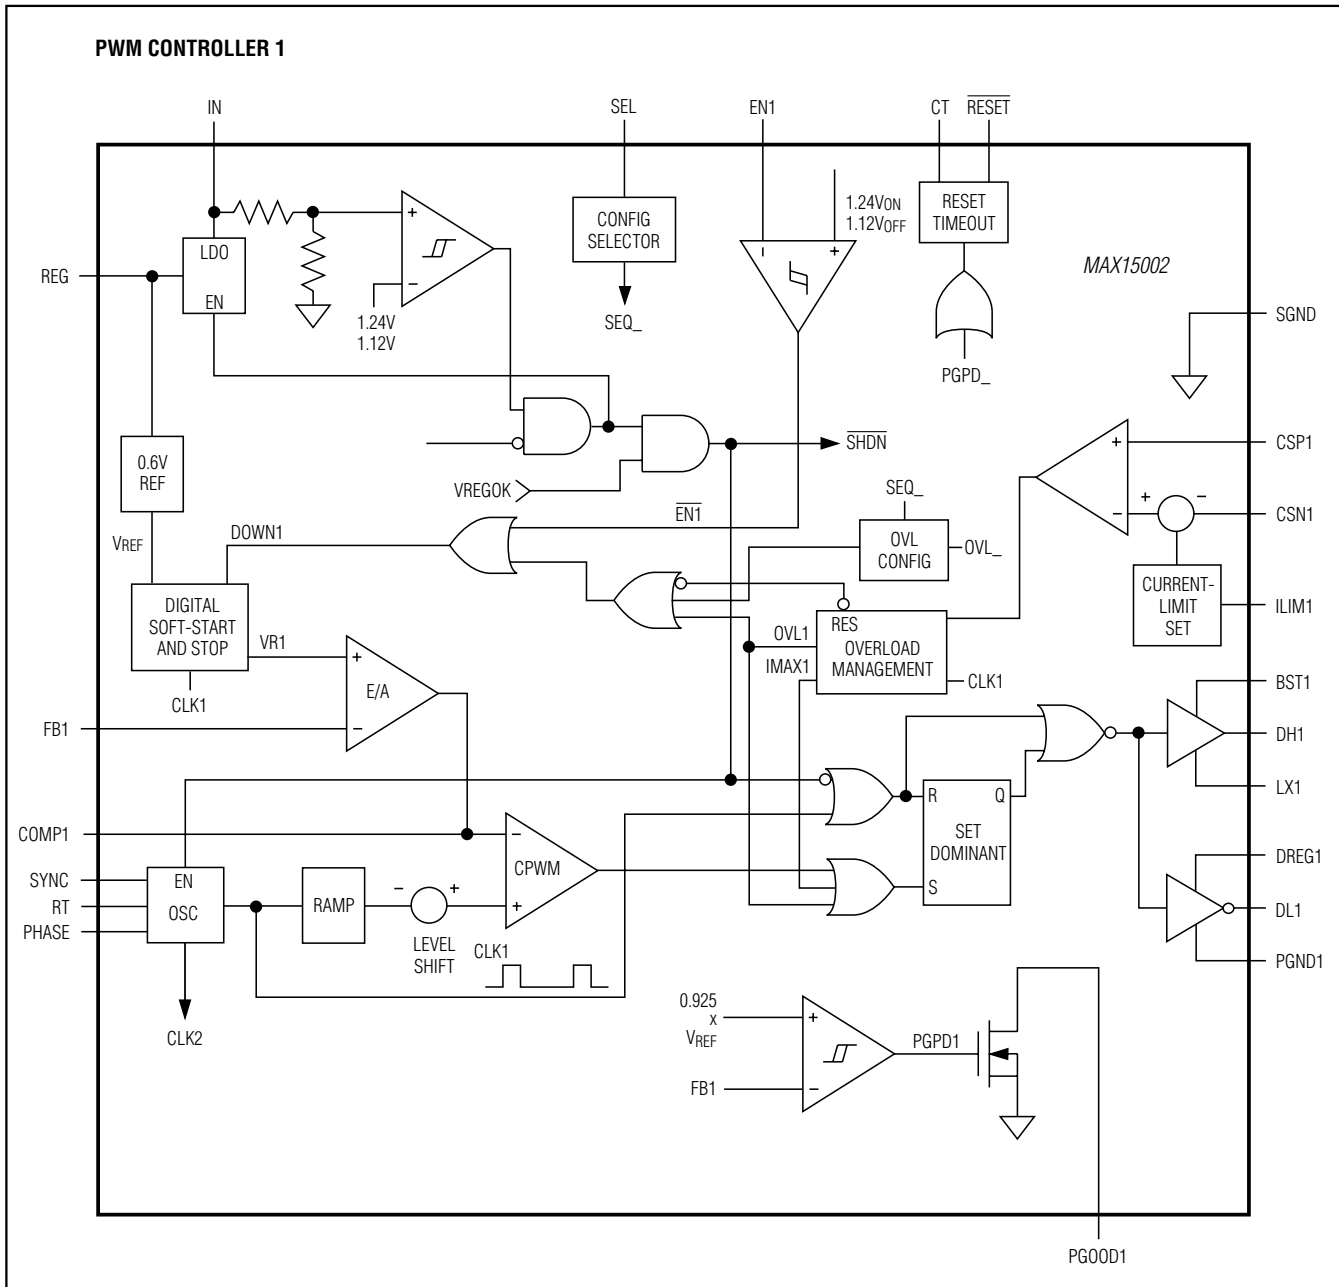 PWM CONTROLLER 1
IN
SEL
EN1
CT
R̅E̅S̅E̅T̅
1.24VON
1.12VOFF
RESET
TIMEOUT
CONFIG
SELECTOR
+
−
+
−
LDO
EN
REG
MAX15002
1.24V
1.12V
SEQ_
SGND
PGPD_
0.6V
REF
S̅H̅D̅N̅
+
−
CSP1
VREGOK
SEQ_
+
−
CSN1
E̅N̅1̅
VREF
DOWN1
OVL
CONFIG
OVL_
CURRENT-
LIMIT
SET
ILIM1
DIGITAL
SOFT-START
AND STOP
VR1
CLK1
+
−
E/A
OVL1
IMAX1
RES
OVERLOAD
MANAGEMENT
CLK1
BST1
FB1
DH1
LX1
R
Q
SET
DOMINANT
S
COMP1
−
CPWM
+
SYNC
RT
PHASE
EN
OSC
RAMP
−
+
LEVEL
SHIFT
CLK1
DREG1
DL1
PGND1
CLK2
0.925
x
VREF
+
−
PGPD1
FB1
PGOOD1